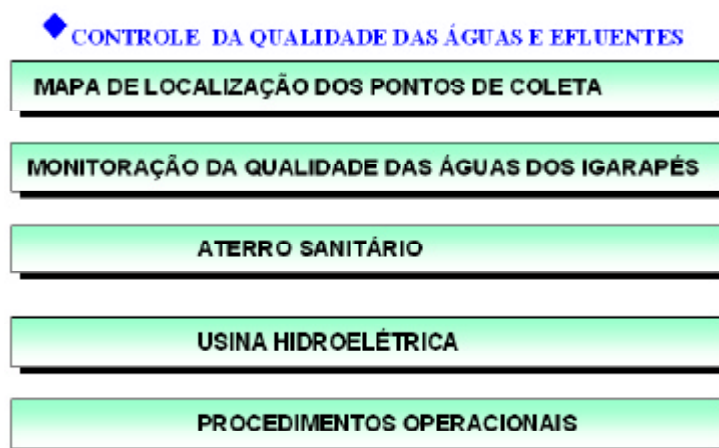 CONTROLE DA QUALIDADE DAS ÁGUAS E EFLUENTES
MAPA DE LOCALIZAÇÃO DOS PONTOS DE COLETA
MONITORAÇÃO DA QUALIDADE DAS ÁGUAS DOS IGARAPÉS
ATERRO SANITÁRIO
USINA HIDROELÉTRICA
PROCEDIMENTOS OPERACIONAIS